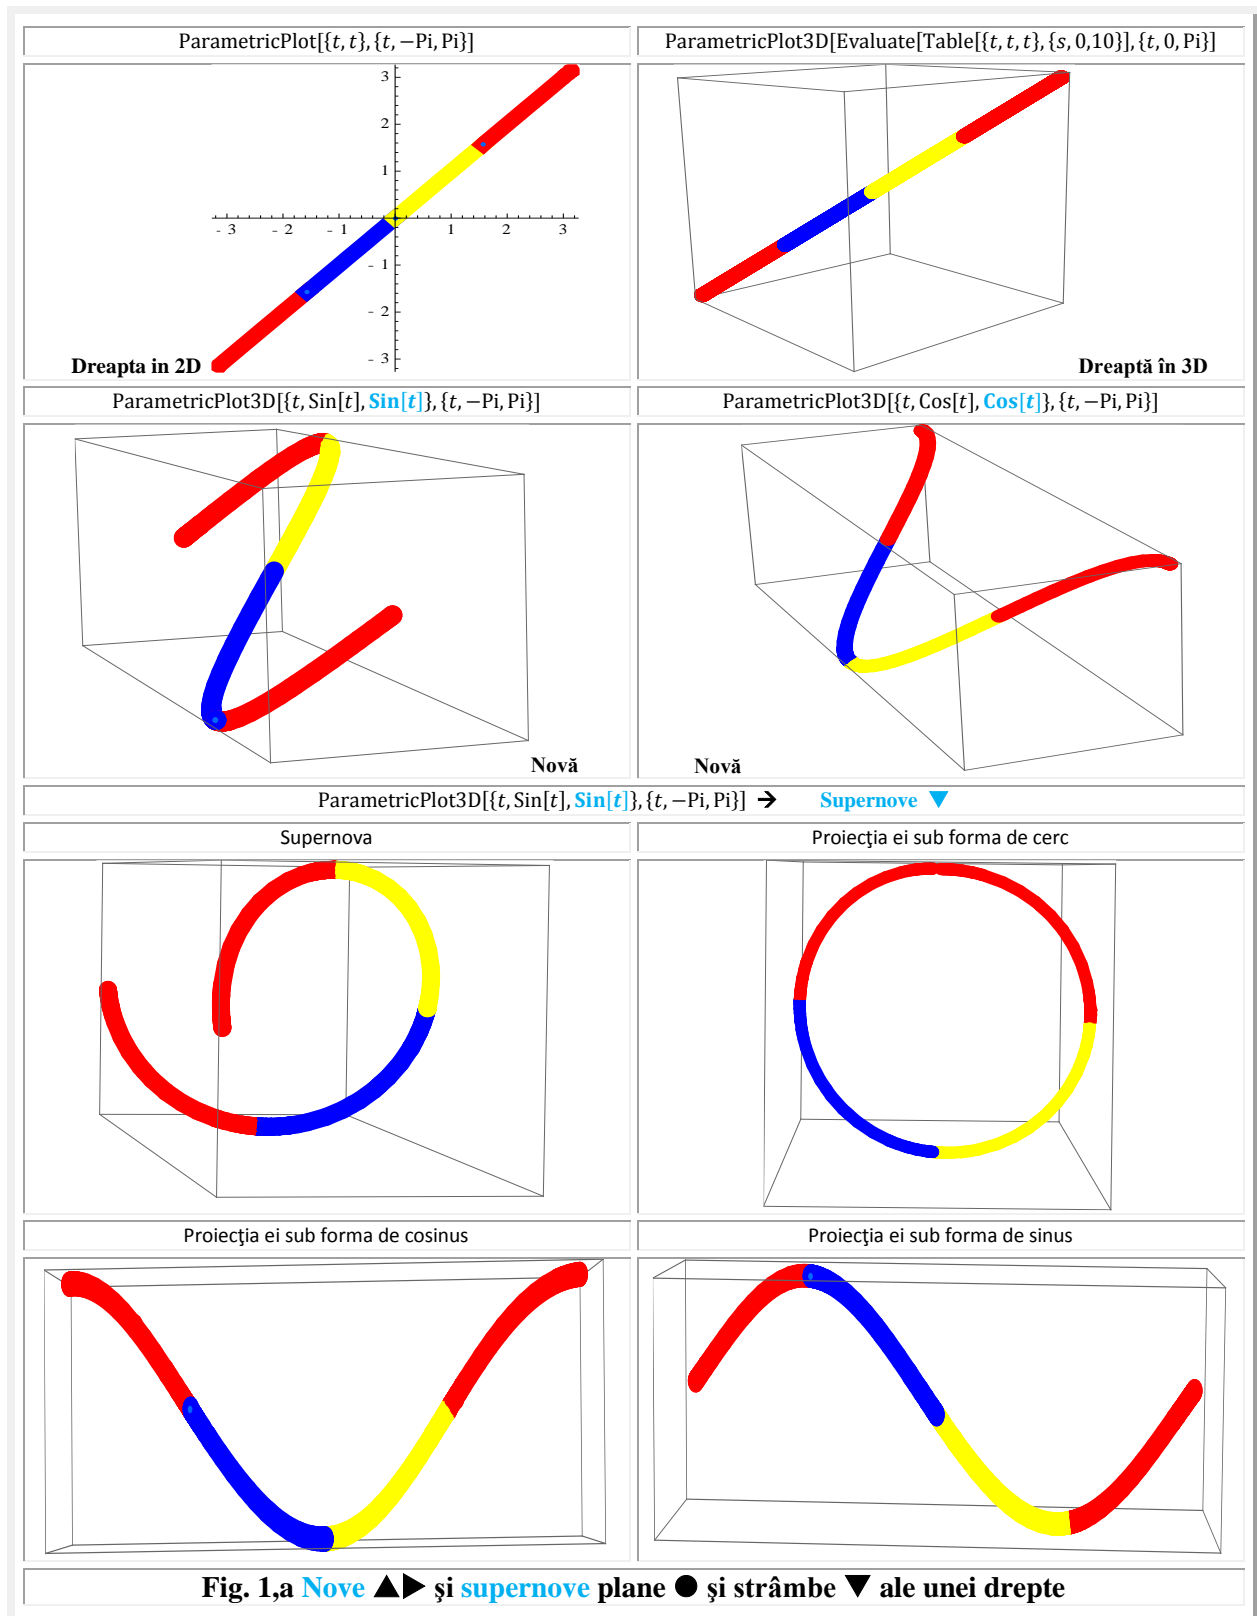 ParametricPlot[{t, t}, {t, −Pi, Pi}]
ParametricPlot3D[Evaluate[Table[{t, t, t}, {s, 0,10}], {t, 0, Pi}]
3
2
1
- 3 - 2 - 1 1 2 3
- 1
- 2
- 3
Dreapta in 2D
Dreaptă în 3D
ParametricPlot3D[{t, Sin[t], Sin[t]}, {t, −Pi, Pi}]
ParametricPlot3D[{t, Cos[t], Cos[t]}, {t, −Pi, Pi}]
Novă
Novă
ParametricPlot3D[{t, Sin[t], Sin[t]}, {t, −Pi, Pi}] → Supernove ▼
Supernova
Proiecţia ei sub forma de cerc
Proiecţia ei sub forma de cosinus
Proiecţia ei sub forma de sinus
Fig. 1,a Nove ▲▶ şi supernove plane ● şi strâmbe ▼ ale unei drepte